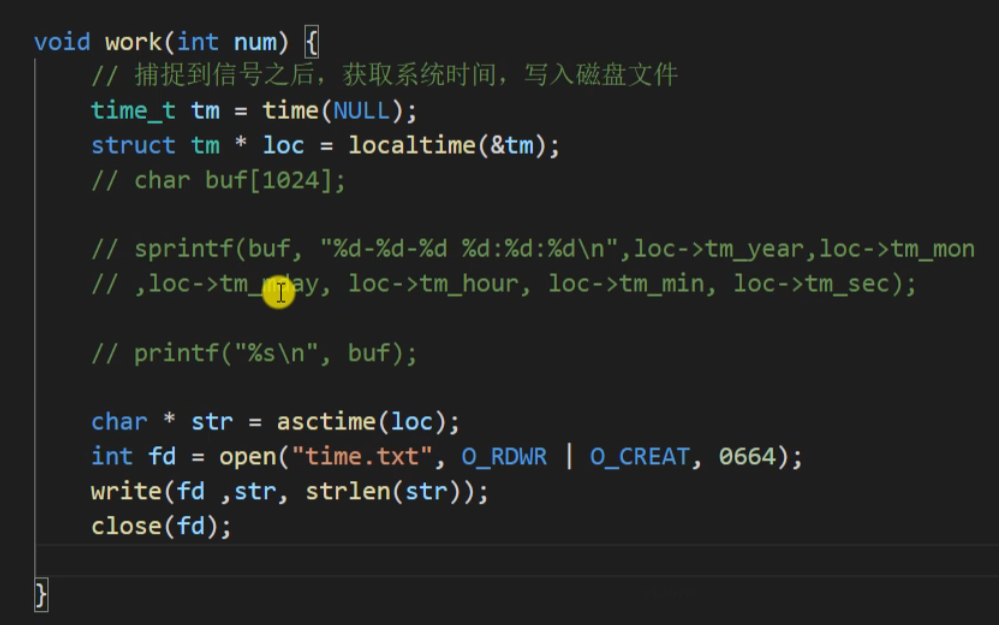 void work(int num) {
// 捕捉到信号之后，获取系统时间，写入磁盘文件
time_t tm = time(NULL);
struct tm * loc = localtime(&tm);
// char buf[1024];
// sprintf(buf, "%d-%d-%d %d:%d:%d\n",loc->tm_year,loc->tm_mon
// ,loc->tm_mday, loc->tm_hour, loc->tm_min, loc->tm_sec);
// printf("%s\n", buf);
char * str = asctime(loc);
int fd = open("time.txt", O_RDWR | O_CREAT, 0664);
write(fd ,str, strlen(str));
close(fd);
}